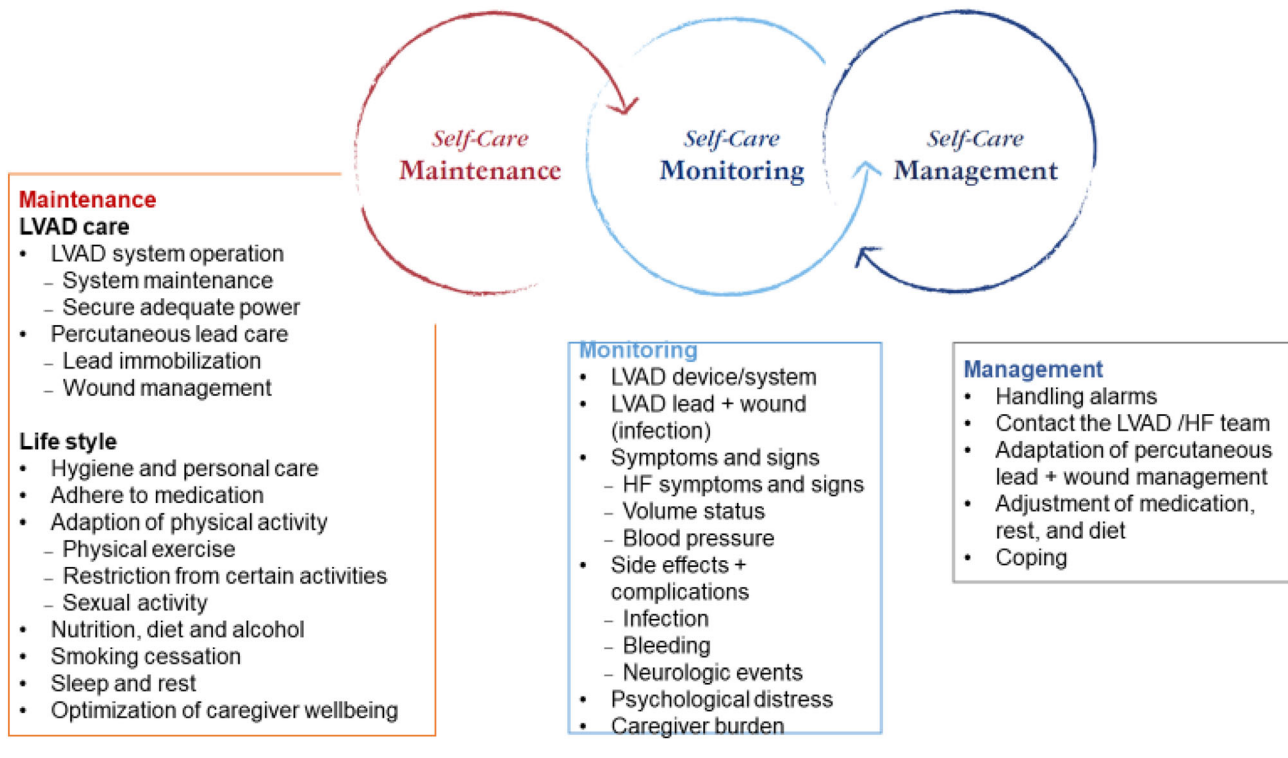 Self-Care
Maintenance
Self-Care
Monitoring
Self-Care
Management
Maintenance
LVAD care
• LVAD system operation
– System maintenance
– Secure adequate power
• Percutaneous lead care
– Lead immobilization
– Wound management
Life style
• Hygiene and personal care
• Adhere to medication
• Adaption of physical activity
– Physical exercise
– Restriction from certain activities
– Sexual activity
• Nutrition, diet and alcohol
• Smoking cessation
• Sleep and rest
• Optimization of caregiver wellbeing
Monitoring
• LVAD device/system
• LVAD lead + wound
(infection)
• Symptoms and signs
– HF symptoms and signs
– Volume status
– Blood pressure
• Side effects +
complications
– Infection
– Bleeding
– Neurologic events
• Psychological distress
• Caregiver burden
Management
• Handling alarms
• Contact the LVAD /HF team
• Adaptation of percutaneous
lead + wound management
• Adjustment of medication,
rest, and diet
• Coping